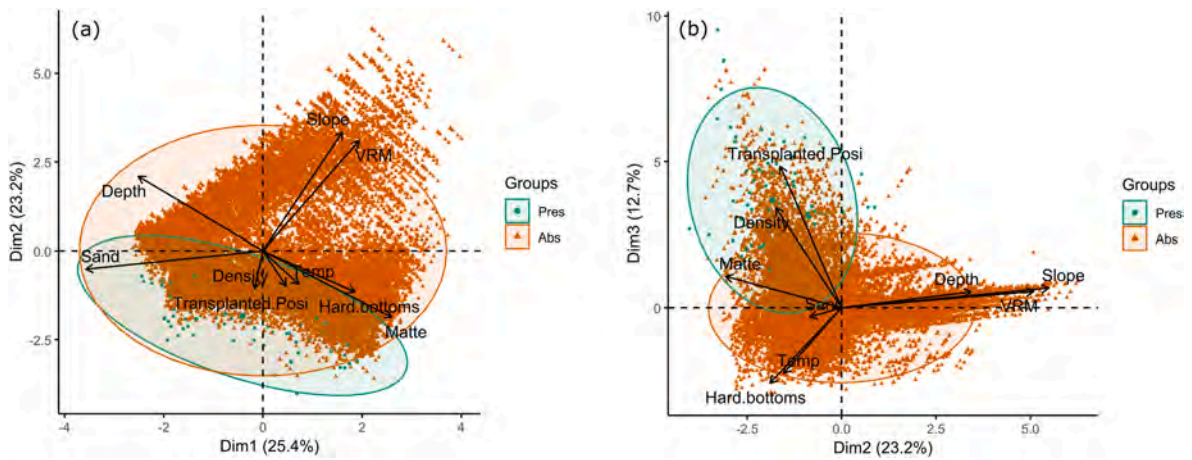 (a)
Dim2 (23.2%)
5.0
2.5
0.0
-2.5
-4
-2
0
2
4
Dim1 (25.4%)
Slope
VRM
Depth
Sand
Densi
Temp
Transplanted.Posi
Hard.bottoms
Matte
Groups
Pres
Abs
(b)
Dim3 (12.7%)
10
5
0
-2.5
0.0
2.5
5.0
Dim2 (23.2%)
Transplanted.Posi
Density
Matte
Depth
Slope
VRM
Temp
Hard.bottoms
Groups
Pres
Abs